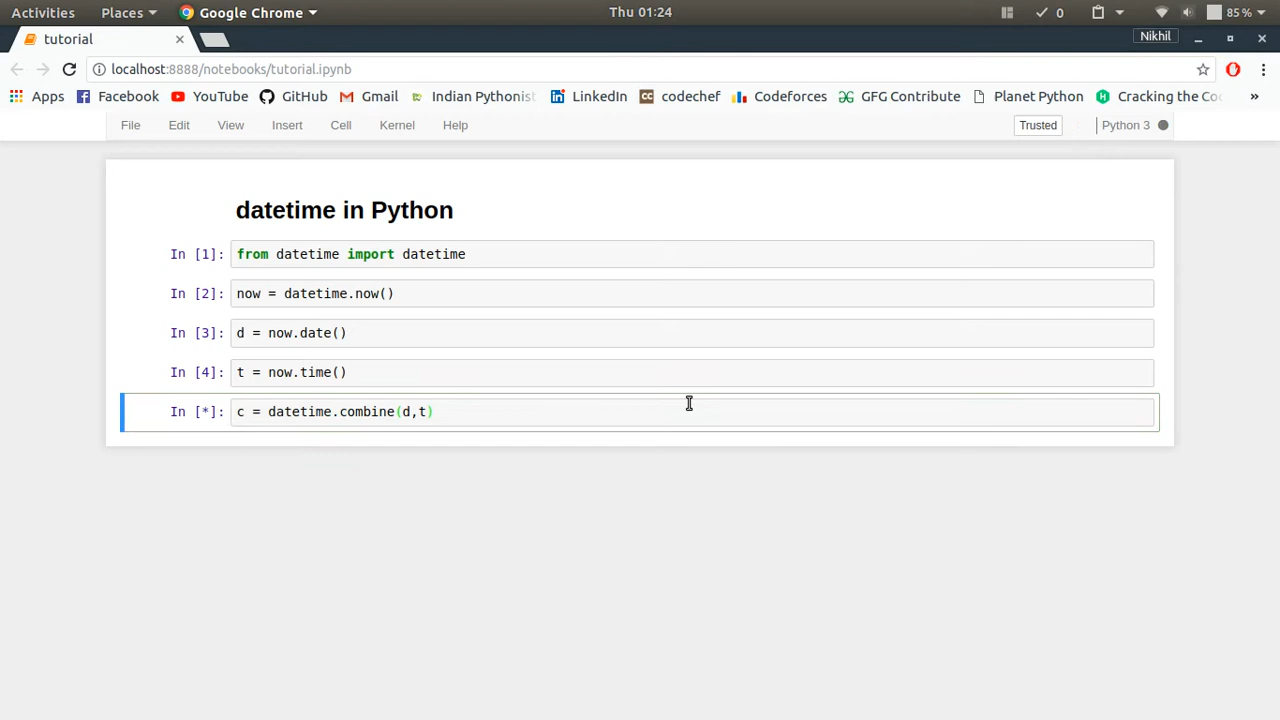 Activities Places Google Chrome Thu 01:24 0 85%
tutorial Nikhil
localhost:8888/notebooks/tutorial.ipynb
Apps Facebook YouTube GitHub Gmail Indian Pythonist LinkedIn codechef Codeforces GFG Contribute Planet Python Cracking the Co »
File Edit View Insert Cell Kernel Help Trusted Python 3
datetime in Python
In [1]: from datetime import datetime
In [2]: now = datetime.now()
In [3]: d = now.date()
In [4]: t = now.time()
In [*]: c = datetime.combine(d,t)